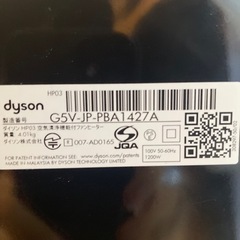 HP03
dyson
製造番号 G5V-JP-PBA1427A
ダイソン HP03 空気清浄機能付ファンヒーター
質量: 4.07kg
ダイソン株式会社
007-AD0165
JQA
100V 50-60Hz
1200W
FOR PATENT INFORMATION SEE: www.dyson.com/patents
MADE IN MALAYSIA BY DYSON. DYSON.COM